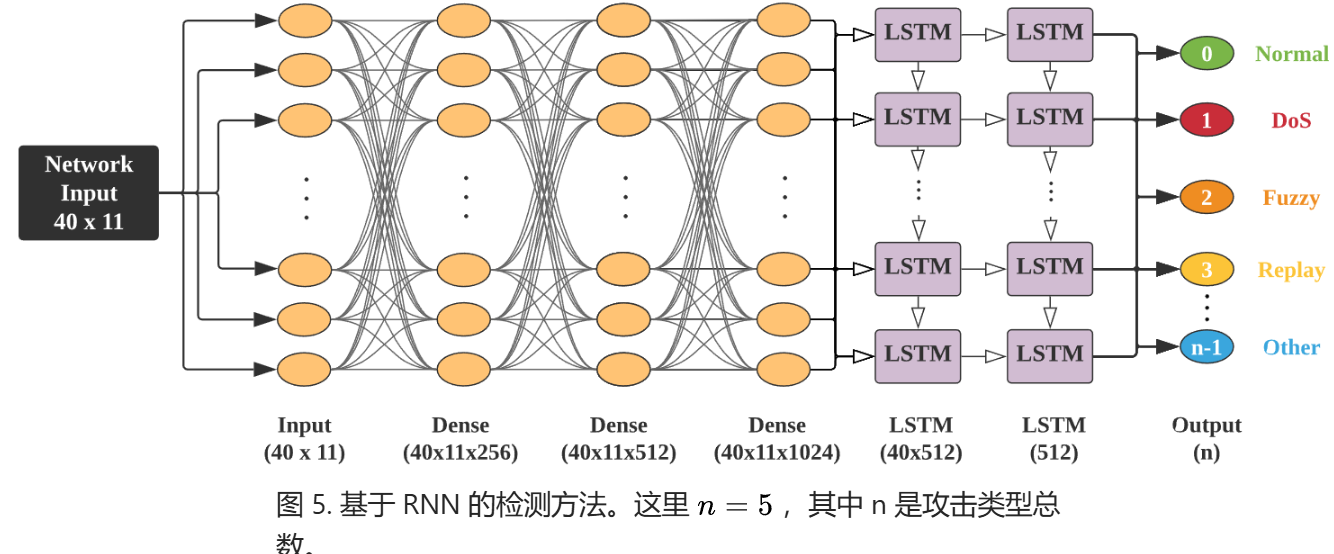 Network
Input
40 x 11
LSTM LSTM
LSTM LSTM
LSTM LSTM
LSTM LSTM
0 Normal
1 DoS
2 Fuzzy
3 Replay
n-1 Other
Input
(40 x 11)
Dense
(40x11x256)
Dense
(40x11x512)
Dense
(40x11x1024)
LSTM
(40x512)
LSTM
(512)
Output
(n)
图 5. 基于 RNN 的检测方法。这里 n = 5 ，其中 n 是攻击类型总
数。